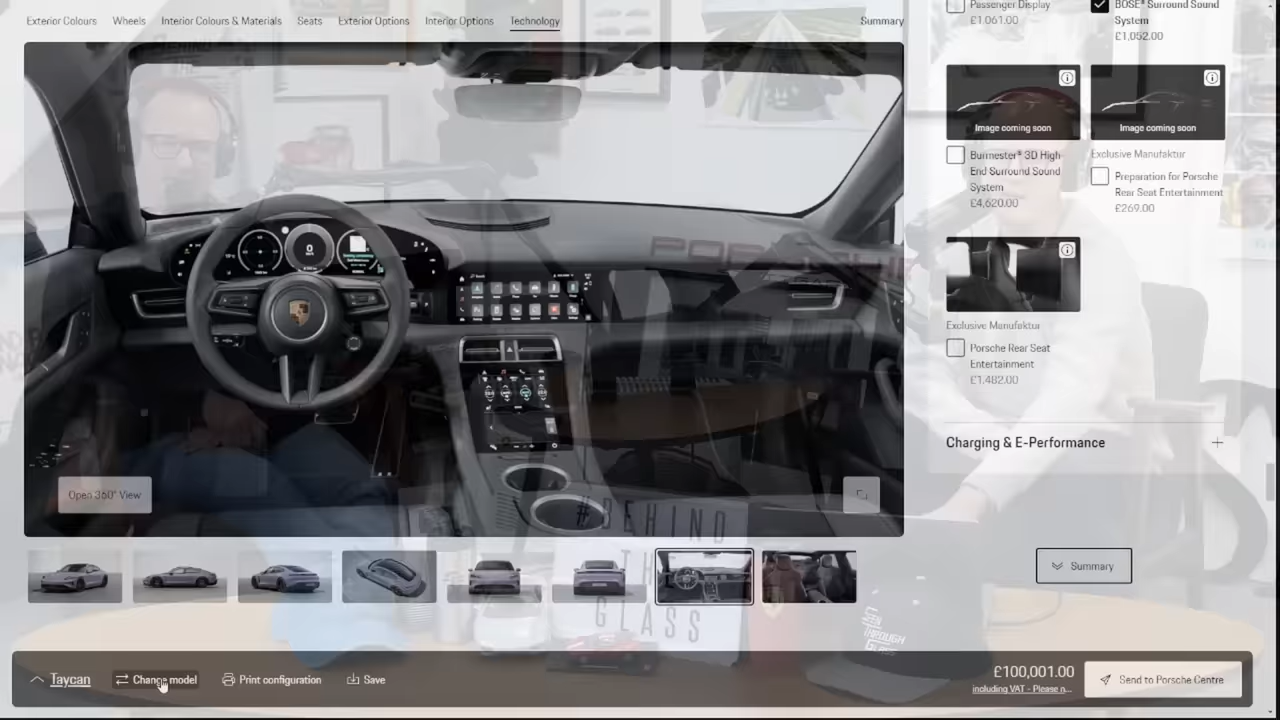 Exterior Colours
Wheels
Interior Colours & Materials
Seats
Exterior Options
Interior Options
Technology
Summary
Passenger Display
£1,061.00
BOSE® Surround Sound
System
£1,052.00
Image coming soon
Image coming soon
Burmester® 3D High-
End Surround Sound
System
£4,620.00
Exclusive Manufaktur
Preparation for Porsche
Rear Seat Entertainment
£269.00
Exclusive Manufaktur
Porsche Rear Seat
Entertainment
£1,482.00
Charging & E-Performance
Open 360° View
#BEHIND
TH
GLASS
THROUGH
Summary
Taycan
Change model
Print configuration
Save
£100,001.00
including VAT - Please n...
Send to Porsche Centre